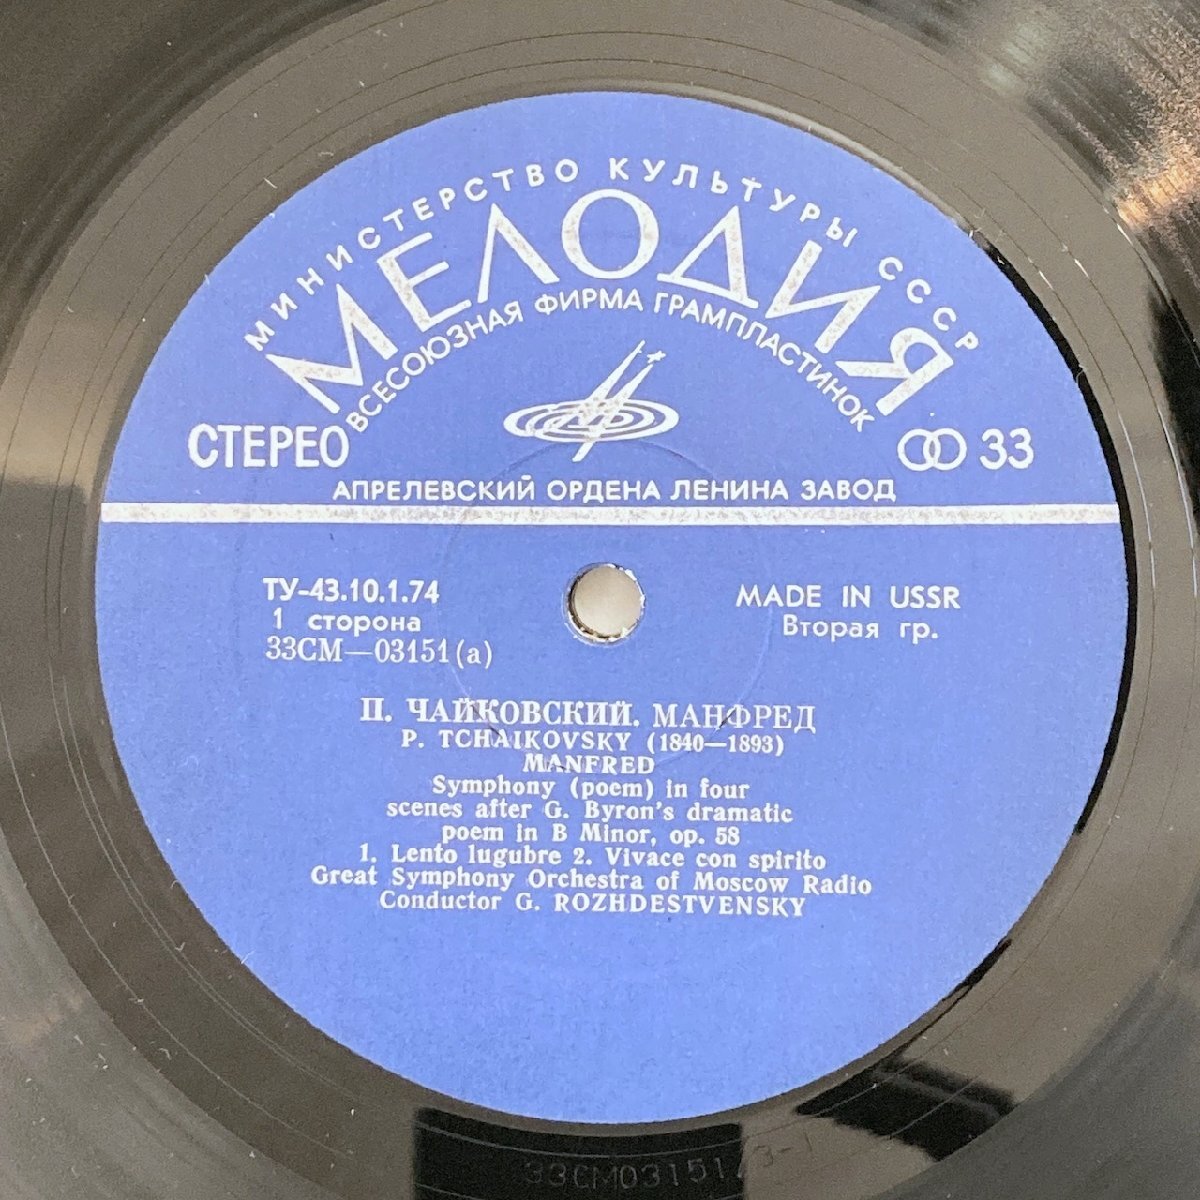 МИНИСТЕРСТВО КУЛЬТУРЫ СССР
МЕЛОДИЯ
ВСЕСОЮЗНАЯ ФИРМА ГРАМПЛАСТИНОК
СТЕРЕО
33
АПРЕЛЕВСКИЙ ОРДЕНА ЛЕНИНА ЗАВОД
ТУ-43.10.1.74
1 сторона
33СМ—03151(а)
MADE IN USSR
Вторая гр.
П. ЧАЙКОВСКИЙ. МАНФРЕД
P. TCHAIKOVSKY (1840—1893)
MANFRED
Symphony (poem) in four
scenes after G. Byron's dramatic
poem in B Minor, op. 58
1. Lento lugubre 2. Vivace con spirito
Great Symphony Orchestra of Moscow Radio
Conductor G. ROZHDESTVENSKY
33СМ03151/3-1